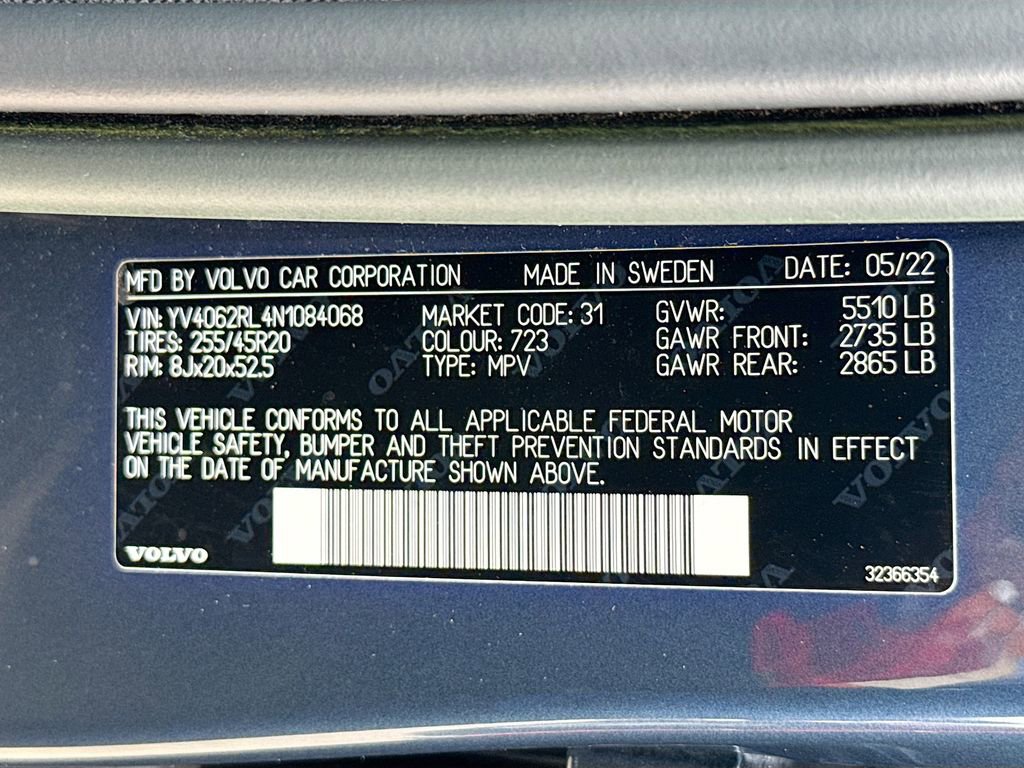 MFD BY VOLVO CAR CORPORATION MADE IN SWEDEN DATE: 05/22
VIN: YV4062RL4N1084068 MARKET CODE: 31 GVWR: 5510 LB
TIRES: 255/45R20 COLOUR: 723 GAWR FRONT: 2735 LB
RIM: 8Jx20x52.5 TYPE: MPV GAWR REAR: 2865 LB
THIS VEHICLE CONFORMS TO ALL APPLICABLE FEDERAL MOTOR
VEHICLE SAFETY, BUMPER AND THEFT PREVENTION STANDARDS IN EFFECT
ON THE DATE OF MANUFACTURE SHOWN ABOVE.
VOLVO
32366354